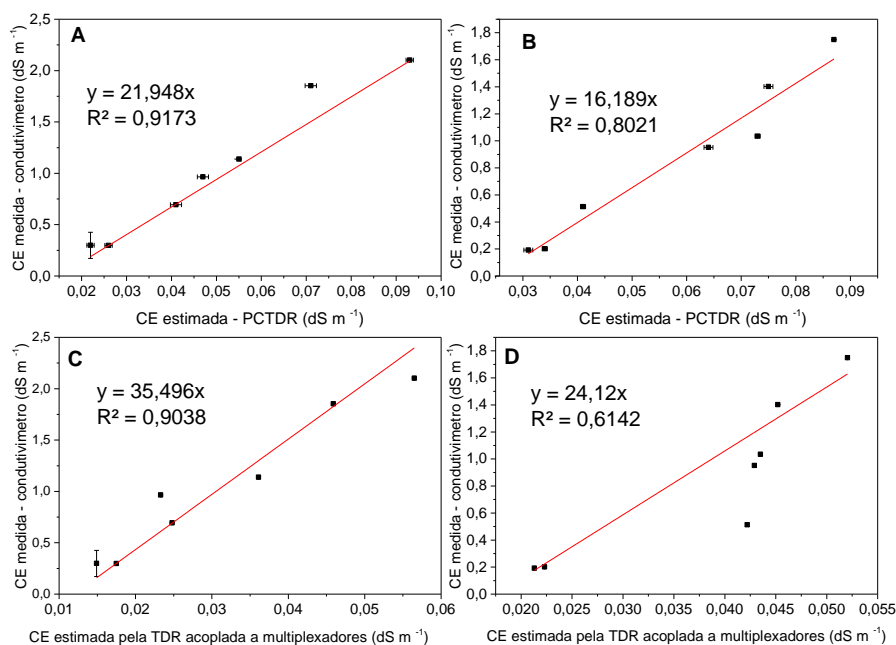 A
y = 21,948x
R² = 0,9173
CE medida - condutivimetro (dS m -1)
2,5
2,0
1,5
1,0
0,5
0,0
0,02 0,03 0,04 0,05 0,06 0,07 0,08 0,09 0,10
CE estimada - PCTDR (dS m -1)
B
y = 16,189x
R² = 0,8021
CE medida - condutivimetro (dS m -1)
1,8
1,6
1,4
1,2
1,0
0,8
0,6
0,4
0,2
0,0
0,03 0,04 0,05 0,06 0,07 0,08 0,09
CE estimada - PCTDR (dS m -1)
C
y = 35,496x
R² = 0,9038
CE medida - condutivimetro (dS m -1)
2,5
2,0
1,5
1,0
0,5
0,0
0,01 0,02 0,03 0,04 0,05 0,06
CE estimada pela TDR acoplada a multiplexadores (dS m -1)
D
y = 24,12x
R² = 0,6142
CE medida - condutivimetro (dS m -1)
1,8
1,6
1,4
1,2
1,0
0,8
0,6
0,4
0,2
0,0
0,020 0,025 0,030 0,035 0,040 0,045 0,050 0,055
CE estimada pela TDR acoplada a multiplexadores (dS m -1)